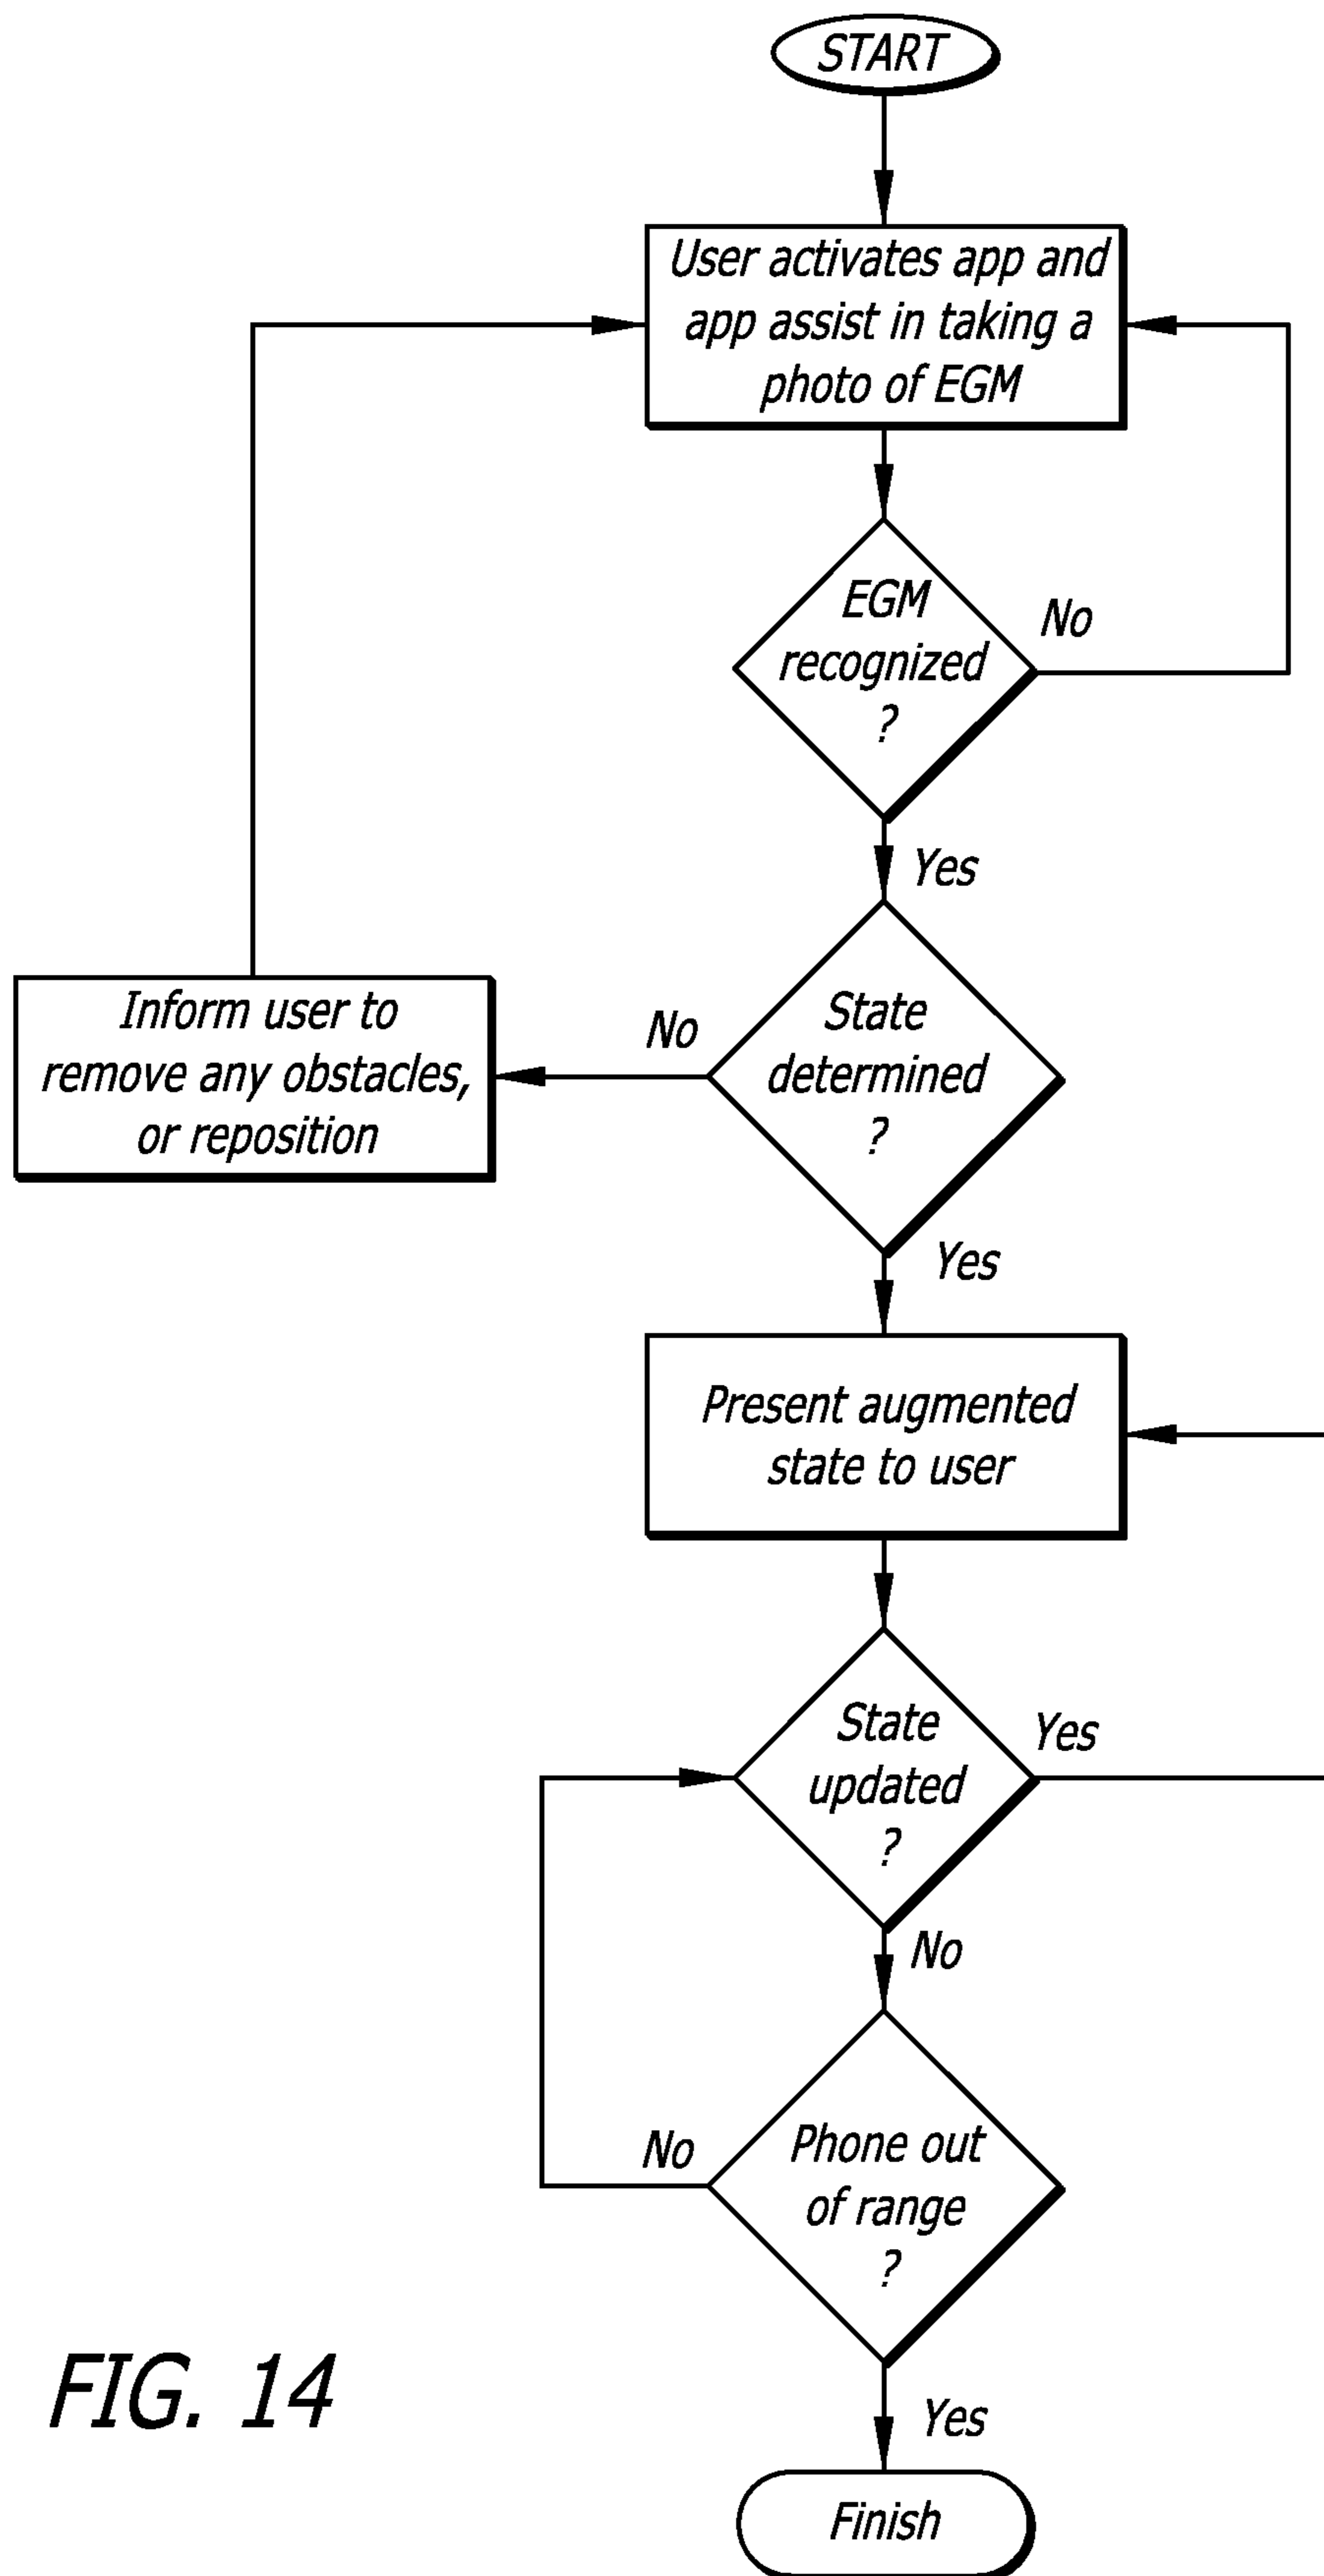 START
User activates app and
app assist in taking a
photo of EGM
EGM
recognized
?
No
Yes
State
determined
?
No
Inform user to
remove any obstacles,
or reposition
Yes
Present augmented
state to user
State
updated
?
Yes
No
Phone out
of range
?
No
Yes
Finish
FIG. 14